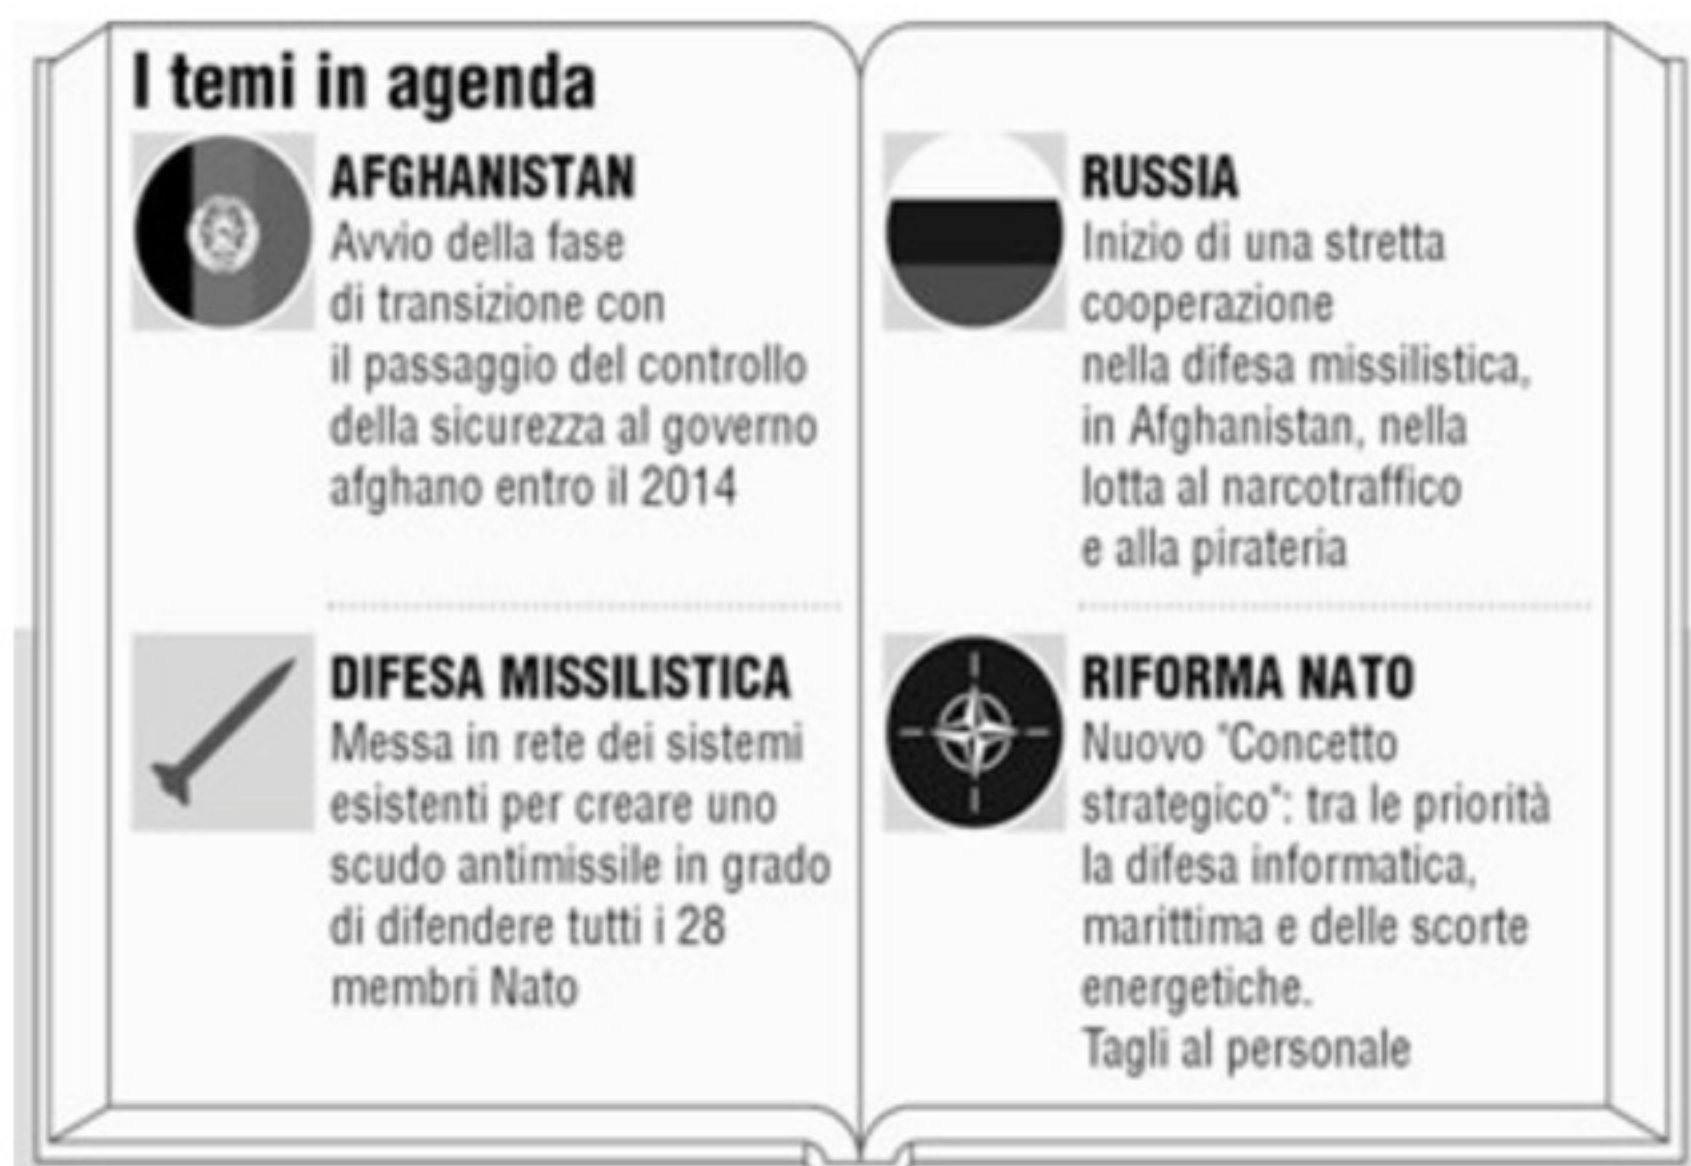 I temi in agenda
AFGHANISTAN
Avvio della fase
di transizione con
il passaggio del controllo
della sicurezza al governo
afghano entro il 2014
DIFESA MISSILISTICA
Messa in rete dei sistemi
esistenti per creare uno
scudo antimissile in grado
di difendere tutti i 28
membri Nato
RUSSIA
Inizio di una stretta
cooperazione
nella difesa missilistica,
in Afghanistan, nella
lotta al narcotraffico
e alla pirateria
RIFORMA NATO
Nuovo "Concetto
strategico": tra le priorità
la difesa informatica,
marittima e delle scorte
energetiche.
Tagli al personale